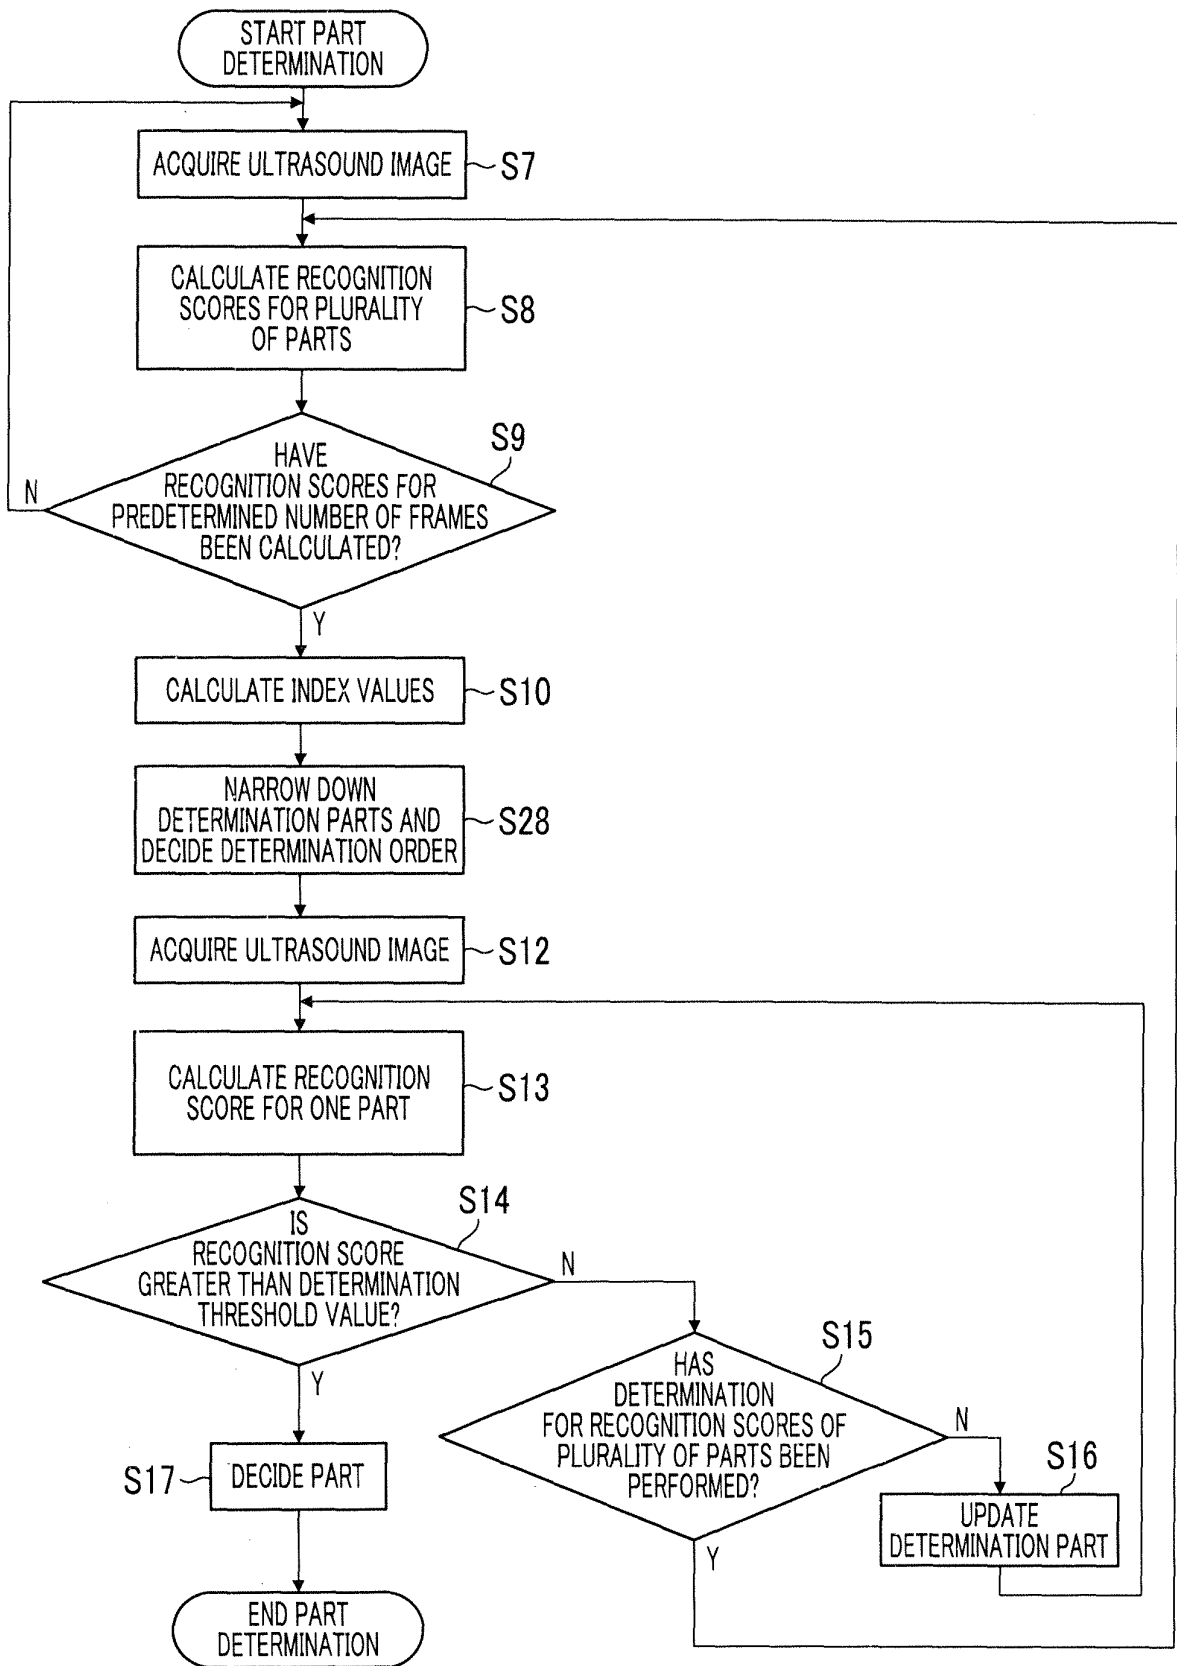 START PART
DETERMINATION
ACQUIRE ULTRASOUND IMAGE
S7
CALCULATE RECOGNITION
SCORES FOR PLURALITY
OF PARTS
S8
S9
HAVE
RECOGNITION SCORES FOR
PREDETERMINED NUMBER OF FRAMES
BEEN CALCULATED?
N
Y
CALCULATE INDEX VALUES
S10
NARROW DOWN
DETERMINATION PARTS AND
DECIDE DETERMINATION ORDER
S28
ACQUIRE ULTRASOUND IMAGE
S12
CALCULATE RECOGNITION
SCORE FOR ONE PART
S13
S14
IS
RECOGNITION SCORE
GREATER THAN DETERMINATION
THRESHOLD VALUE?
N
Y
S15
HAS
DETERMINATION
FOR RECOGNITION SCORES OF
PLURALITY OF PARTS BEEN
PERFORMED?
N
Y
S16
UPDATE
DETERMINATION PART
S17
DECIDE PART
END PART
DETERMINATION